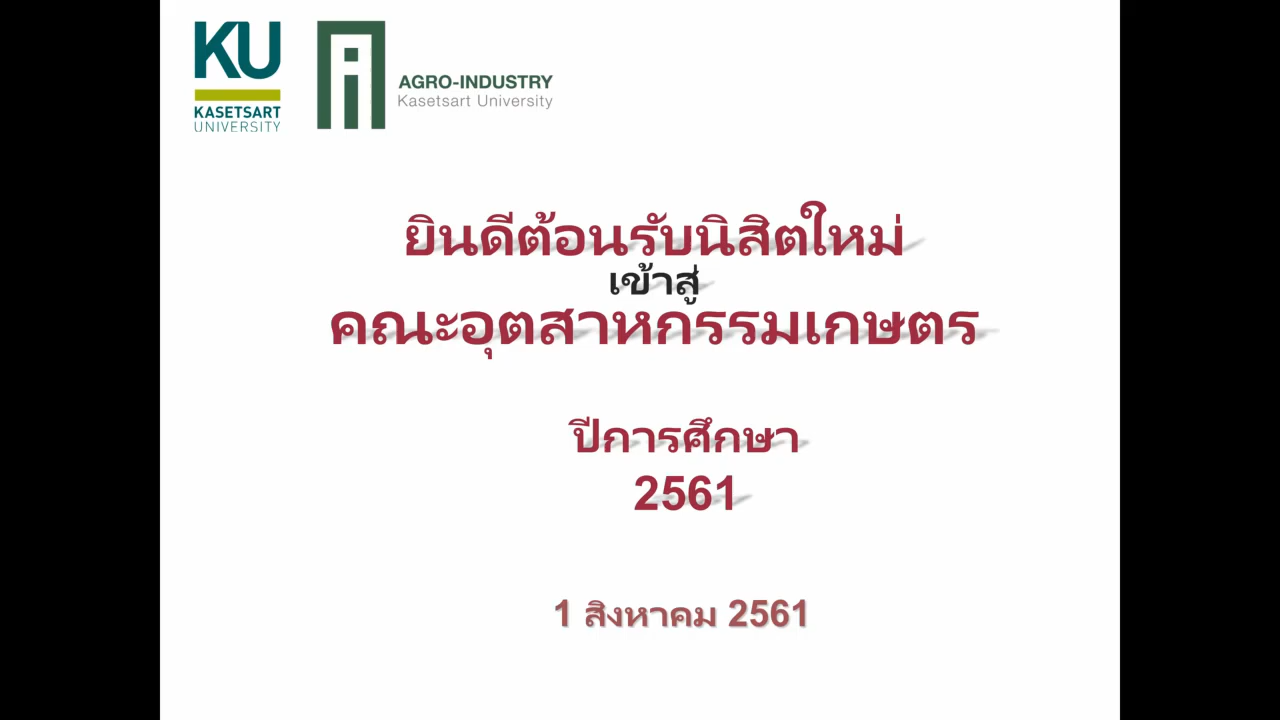 KU
KASETSART
UNIVERSITY
AGRO-INDUSTRY
Kasetsart University
ยินดีต้อนรับนิสิตใหม่
เข้าสู่
คณะอุตสาหกรรมเกษตร
ปีการศึกษา
2561
1 สิงหาคม 2561